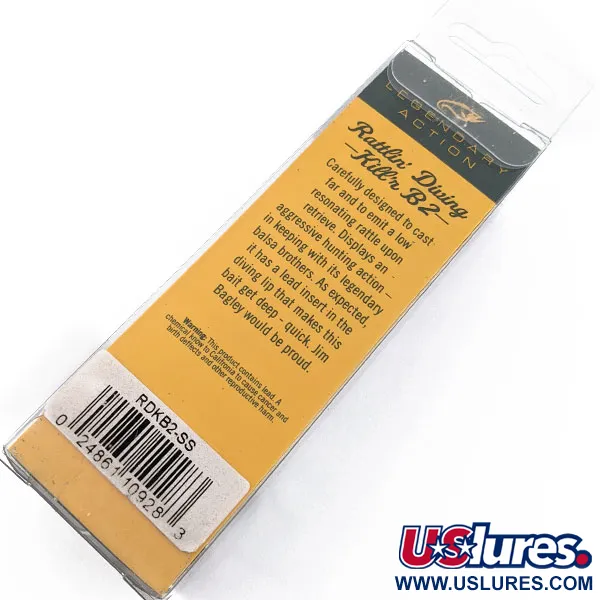 LEGENDARY
ACTION
Rattlin' Diving
Kill'r B2
Carefully designed to cast
far and to emit a low
resonating rattle upon
retrieve. Displays an
aggressive hunting action –
in keeping with its legendary
balsa brothers. As expected,
it has a lead insert in the
diving lip that makes this
bait get deep - quick. Jim
Bagley would be proud.
Warning: This product contains lead. A
chemical know to California to cause cancer and
birth deffects and other reproductive harm.
RDKB2-SS
0 24861 10928 3
USlures.
WWW.USLURES.COM